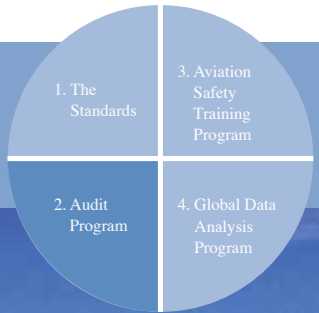 1. The
Standards
2. Audit
Program
3. Aviation
Safety
Training
Program
4. Global Data
Analysis
Program